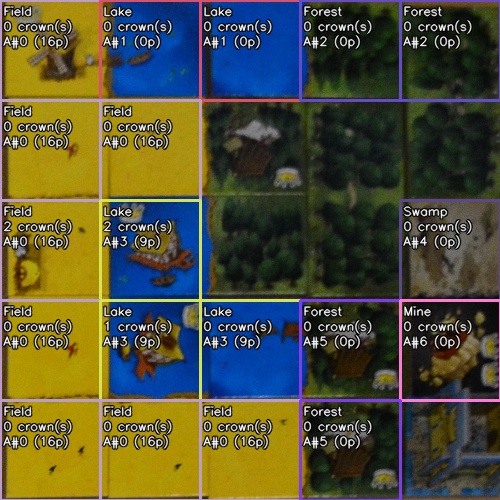 Field
0 crown(s)
A#0 (16p)
Lake
0 crown(s)
A#1 (0p)
Lake
0 crown(s)
A#1 (0p)
Forest
0 crown(s)
A#2 (0p)
Forest
0 crown(s)
A#2 (0p)
Field
0 crown(s)
A#0 (16p)
Field
0 crown(s)
A#0 (16p)
Field
2 crown(s)
A#0 (16p)
Lake
2 crown(s)
A#3 (9p)
Swamp
0 crown(s)
A#4 (0p)
Field
0 crown(s)
A#0 (16p)
Lake
1 crown(s)
A#3 (9p)
Lake
0 crown(s)
A#3 (9p)
Forest
0 crown(s)
A#5 (0p)
Mine
0 crown(s)
A#6 (0p)
Field
0 crown(s)
A#0 (16p)
Field
0 crown(s)
A#0 (16p)
Field
0 crown(s)
A#0 (16p)
Forest
0 crown(s)
A#5 (0p)